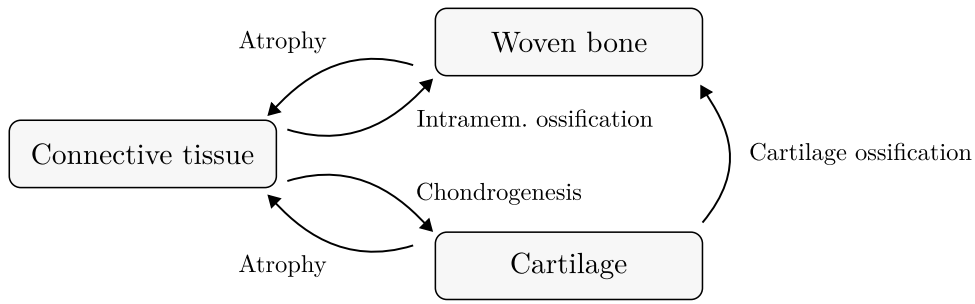 Woven bone
Atrophy
Intramem. ossification
Connective tissue
Cartilage ossification
Chondrogenesis
Cartilage
Atrophy